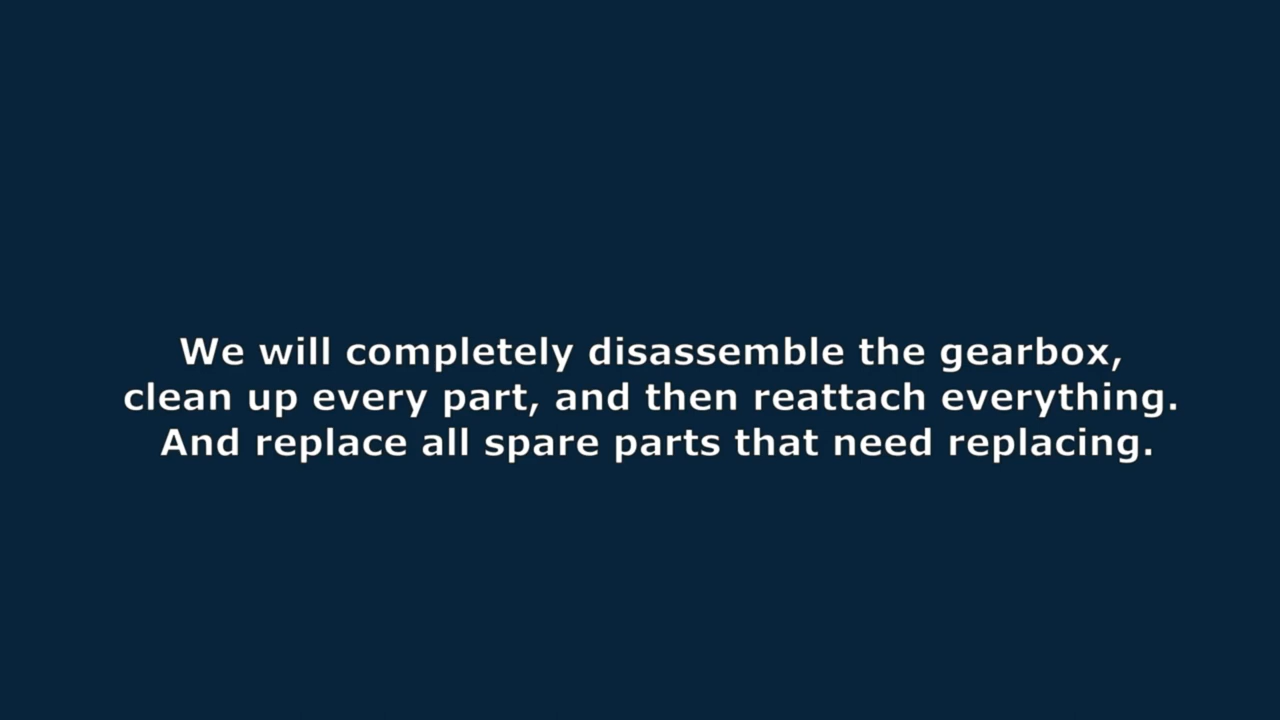 We will completely disassemble the gearbox,
clean up every part, and then reattach everything.
And replace all spare parts that need replacing.